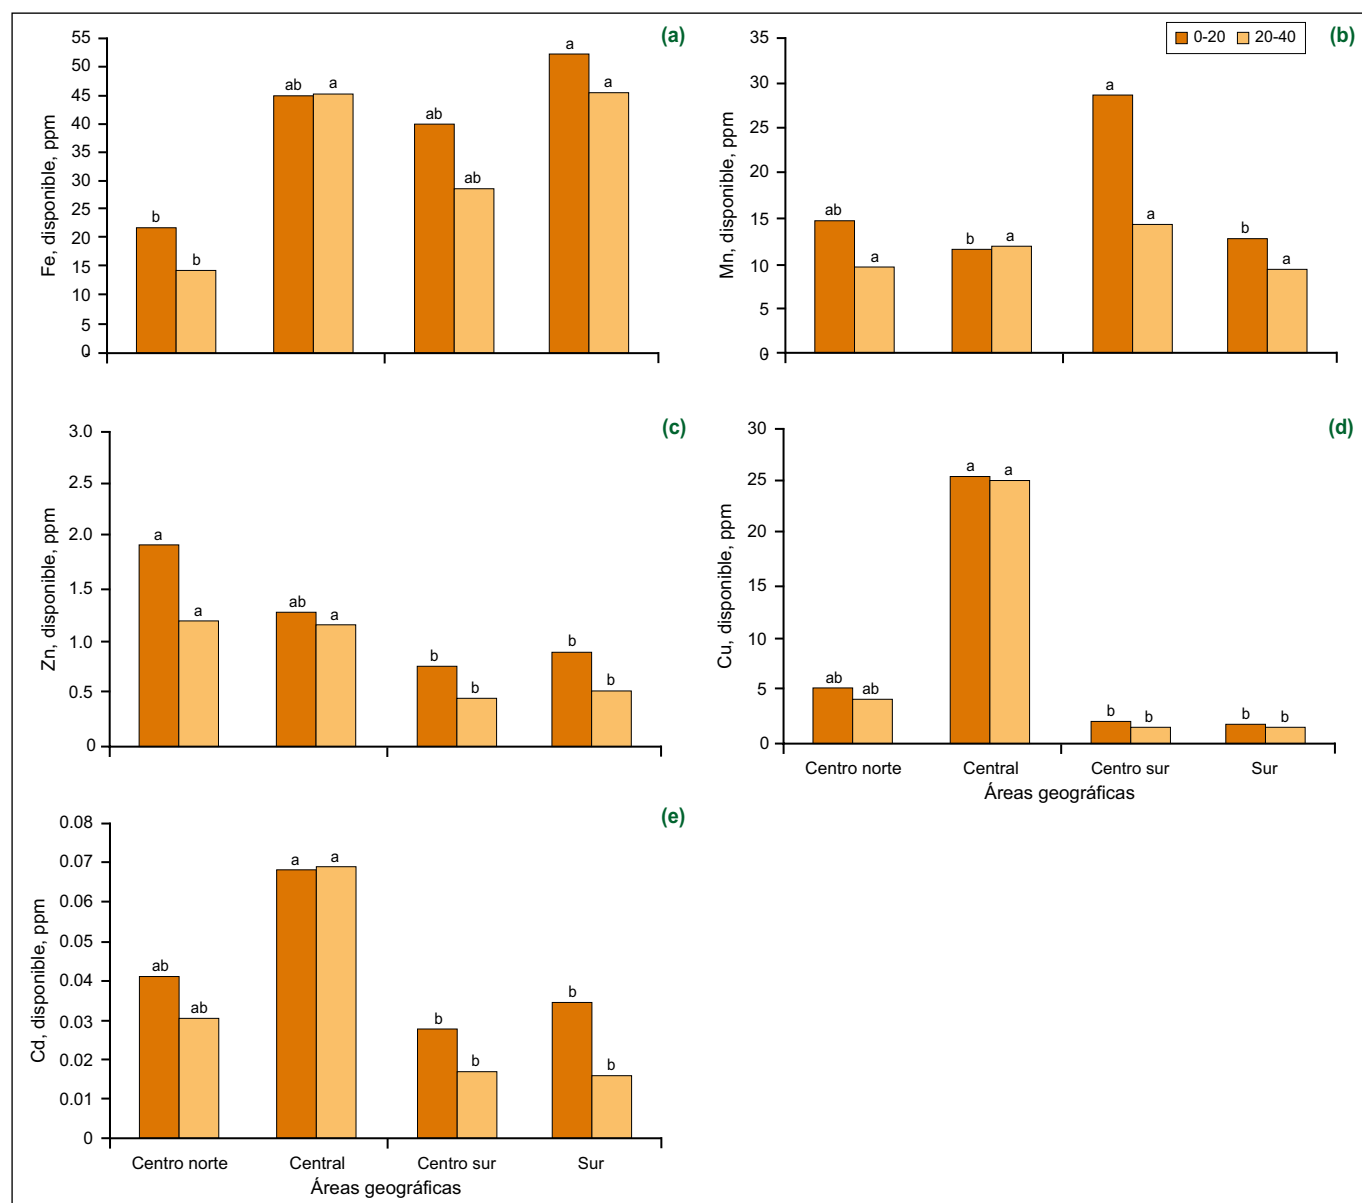 (a)
Fe, disponible, ppm
55
50
45
40
35
30
25
20
15
10
5
0
b
b
ab
a
ab
ab
a
a
(b)
0-20 20-40
Mn, disponible, ppm
35
30
25
20
15
10
5
0
ab
a
b
a
a
a
b
a
(c)
Zn, disponible, ppm
3.0
2.5
2.0
1.5
1.0
0.5
0
a
a
ab
a
b
b
b
b
(d)
Cu, disponible, ppm
30
25
20
15
10
5
0
ab
ab
a
a
b
b
b
b
Centro norte Central Centro sur Sur
Áreas geográficas
(e)
Cd, disponible, ppm
0.08
0.07
0.06
0.05
0.04
0.03
0.02
0.01
0
ab
ab
a
a
b
b
b
b
Centro norte Central Centro sur Sur
Áreas geográficas